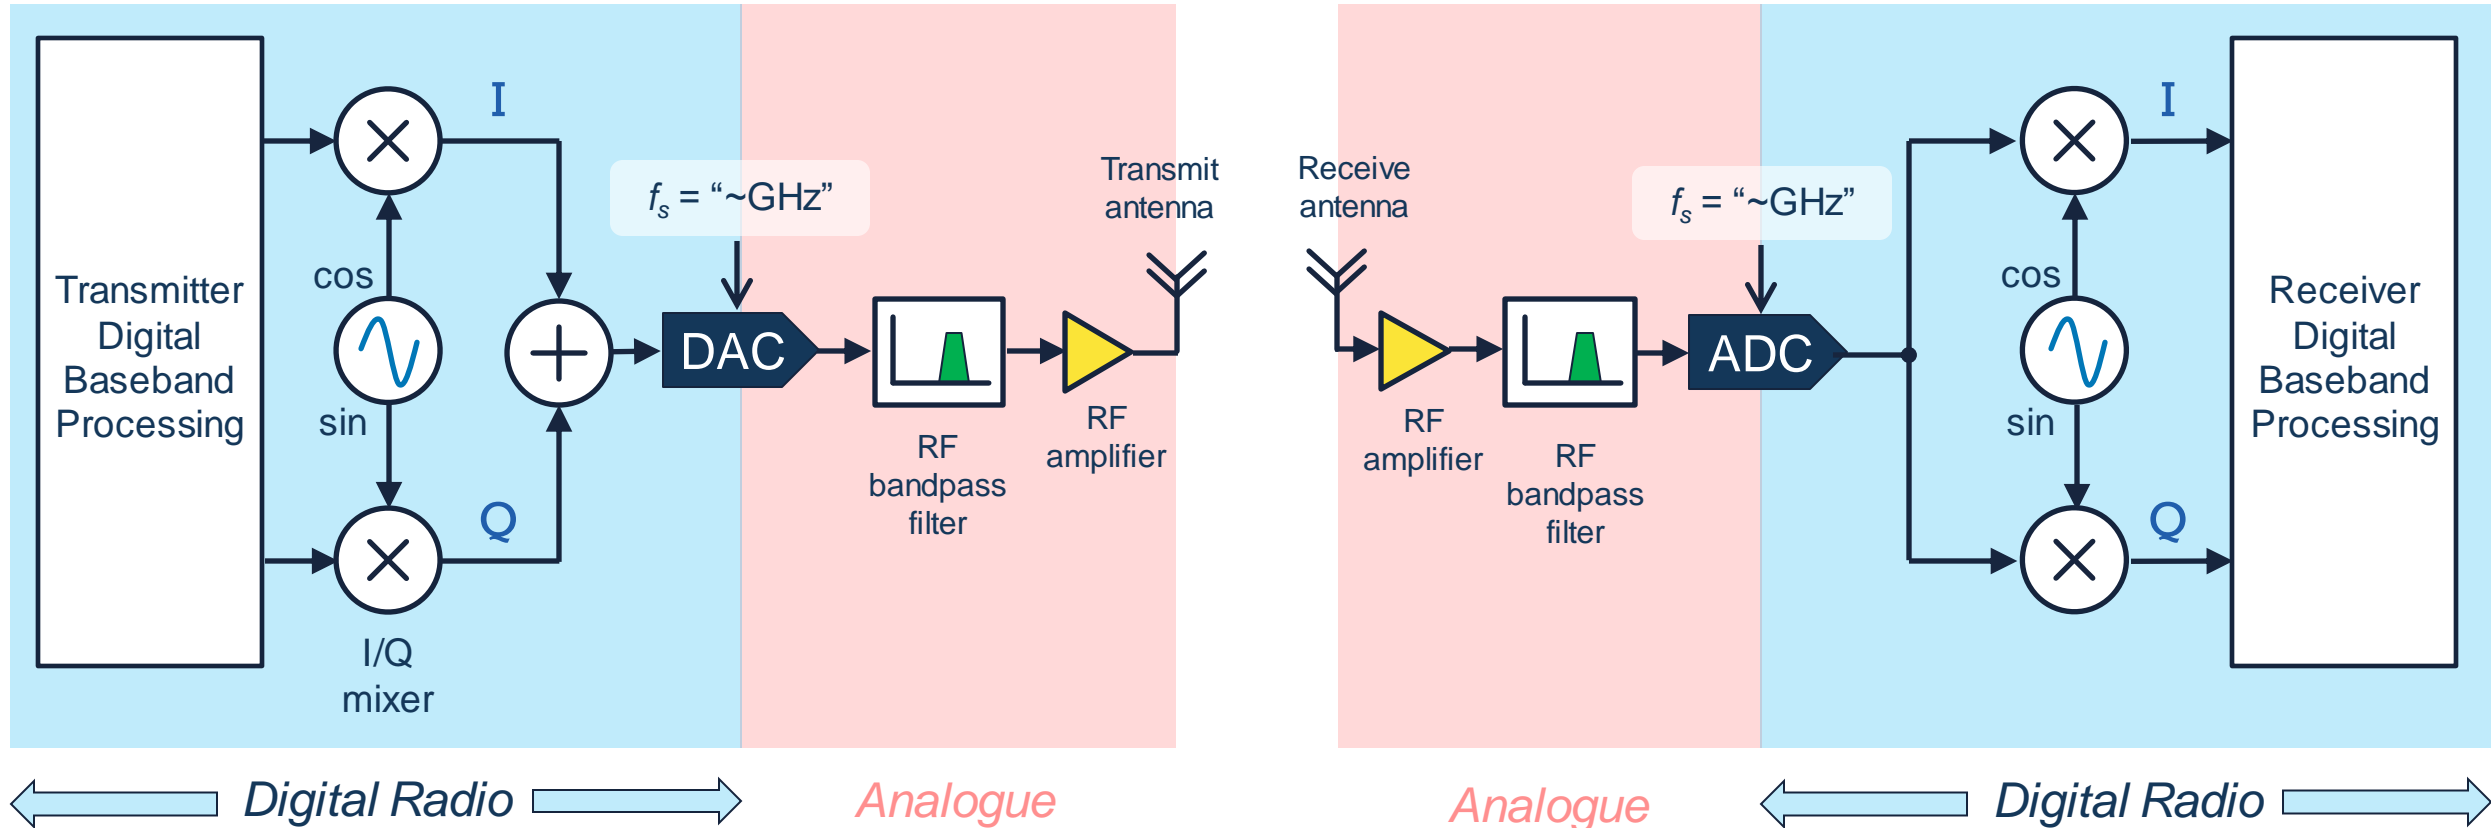 Transmitter
Digital
Baseband
Processing
I
cos
sin
Q
I/Q
mixer
fs = “~GHz”
DAC
RF
bandpass
filter
RF
amplifier
Transmit
antenna
Receive
antenna
RF
amplifier
RF
bandpass
filter
fs = “~GHz”
ADC
I
cos
sin
Q
Receiver
Digital
Baseband
Processing
Digital Radio
Analogue
Analogue
Digital Radio